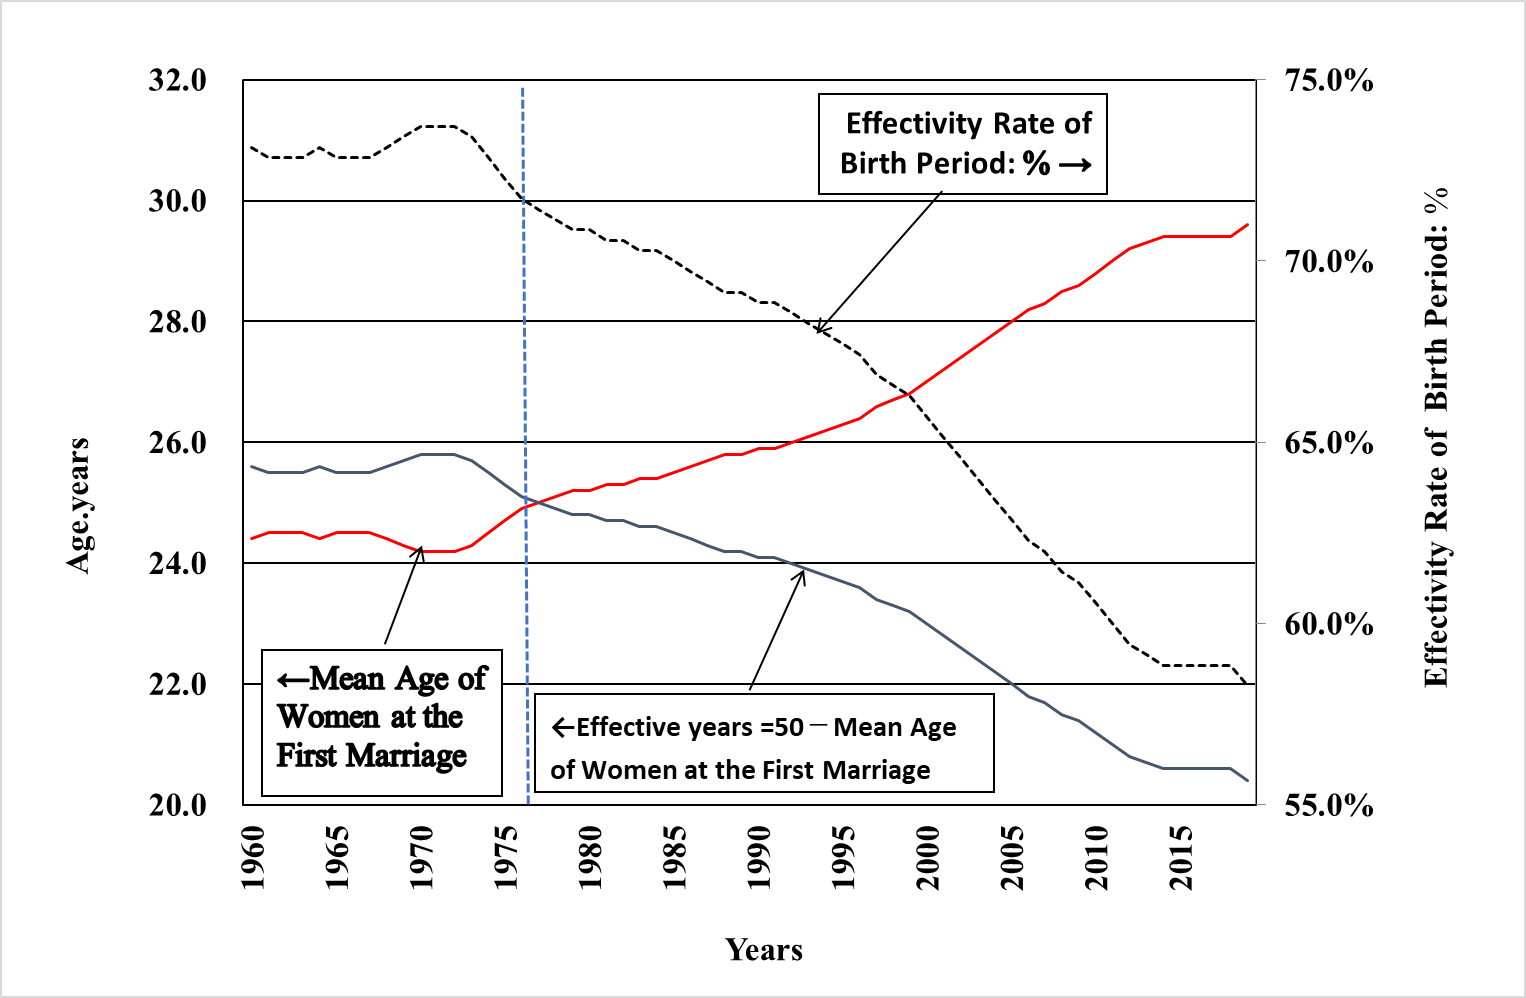 32.0
30.0
28.0
26.0
24.0
22.0
20.0
Age.years
75.0%
70.0%
65.0%
60.0%
55.0%
Effectivity Rate of Birth Period: %
Effectivity Rate of
Birth Period: % →
←Mean Age of
Women at the
First Marriage
←Effective years =50 — Mean Age
of Women at the First Marriage
1960 1965 1970 1975 1980 1985 1990 1995 2000 2005 2010 2015
Years